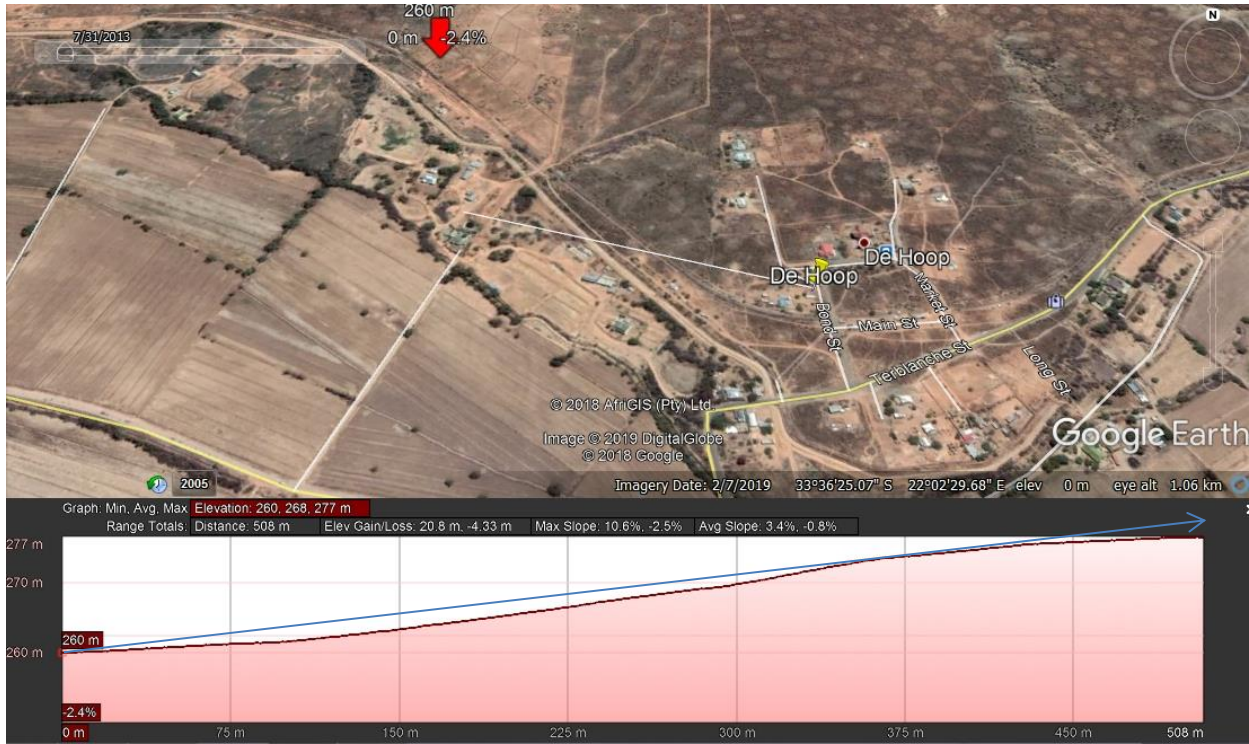 260 m
0 m -2.4%
7/31/2013
N
De Hoop
De Hoop
Bond St
Market St
Main St
Terblanche St
Long St
© 2018 AfriGIS (Pty) Ltd.
Image © 2019 DigitalGlobe
© 2018 Google
Google Earth
2005
Imagery Date: 2/7/2019 33°36'25.07" S 22°02'29.68" E elev 0 m eye alt 1.06 km
Graph: Min, Avg, Max Elevation: 260, 268, 277 m
Range Totals: Distance: 508 m Elev Gain/Loss: 20.8 m, -4.33 m Max Slope: 10.6%, -2.5% Avg Slope: 3.4%, -0.8%
277 m
270 m
260 m
260 m
-2.4%
0 m 75 m 150 m 225 m 300 m 375 m 450 m 508 m